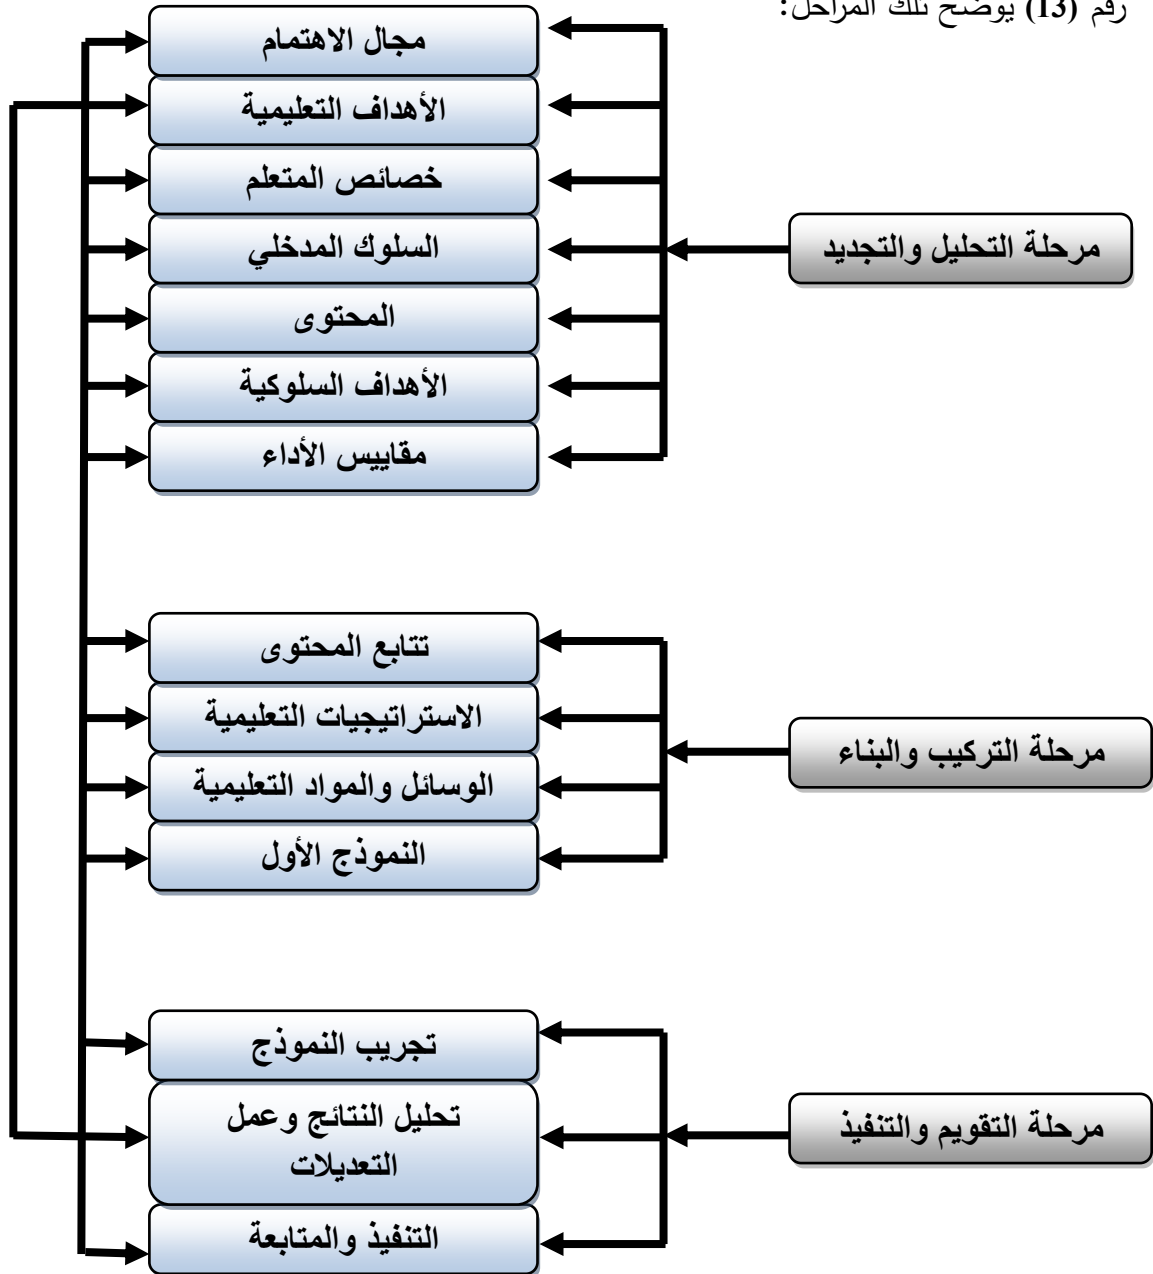 رقم (13) يوضح تلك المراحل:
مجال الاهتمام
الأهداف التعليمية
خصائص المتعلم
مرحلة التحليل والتجديد
السلوك المدخلي
المحتوى
الأهداف السلوكية
مقاييس الأداء
تتابع المحتوى
الاستراتيجيات التعليمية
مرحلة التركيب والبناء
الوسائل والمواد التعليمية
النموذج الأول
تجريب النموذج
مرحلة التقويم والتنفيذ
تحليل النتائج وعمل
التعديلات
التنفيذ والمتابعة